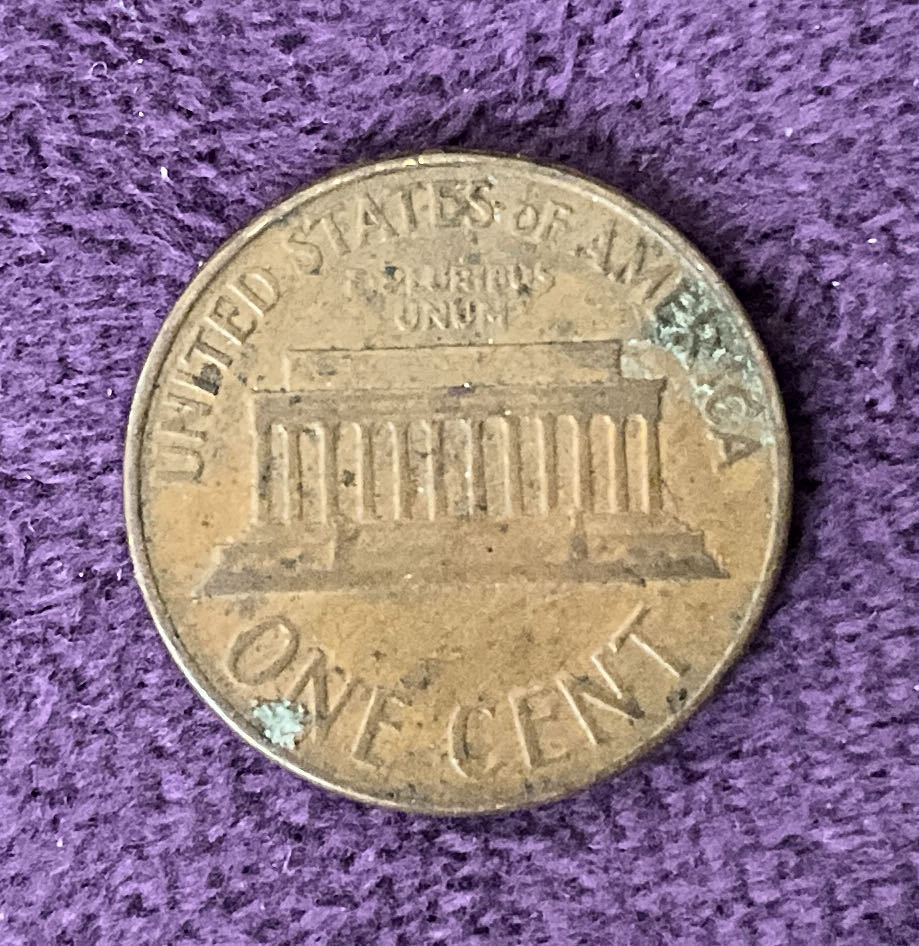 UNITED STATES OF AMERICA
E PLURIBUS
UNUM
ONE CENT